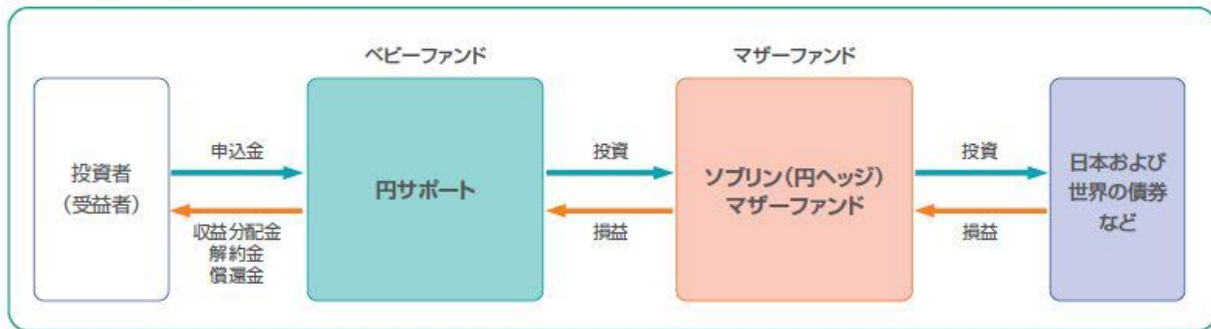 ベビーファンド
マザーファンド
投資者
（受益者）
申込金
収益分配金
解約金
償還金
円サポート
投資
損益
ソブリン（円ヘッジ）
マザーファンド
投資
損益
日本および
世界の債券
など